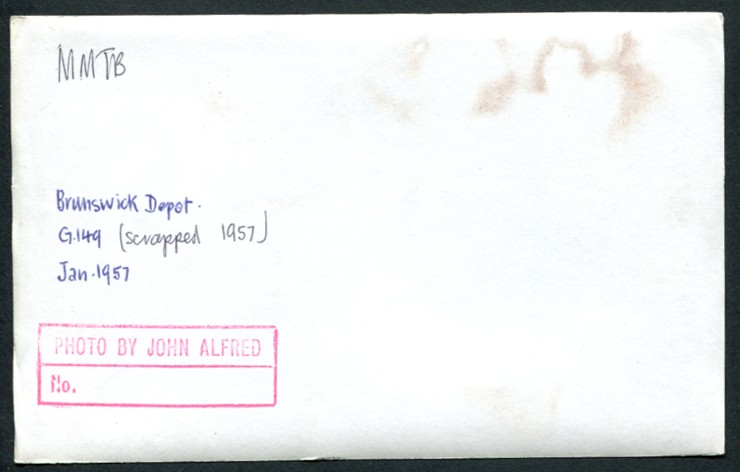 MMTB
Brunswick Depot.
G.149 (scrapped 1957)
Jan.1957
PHOTO BY JOHN ALFRED
No.